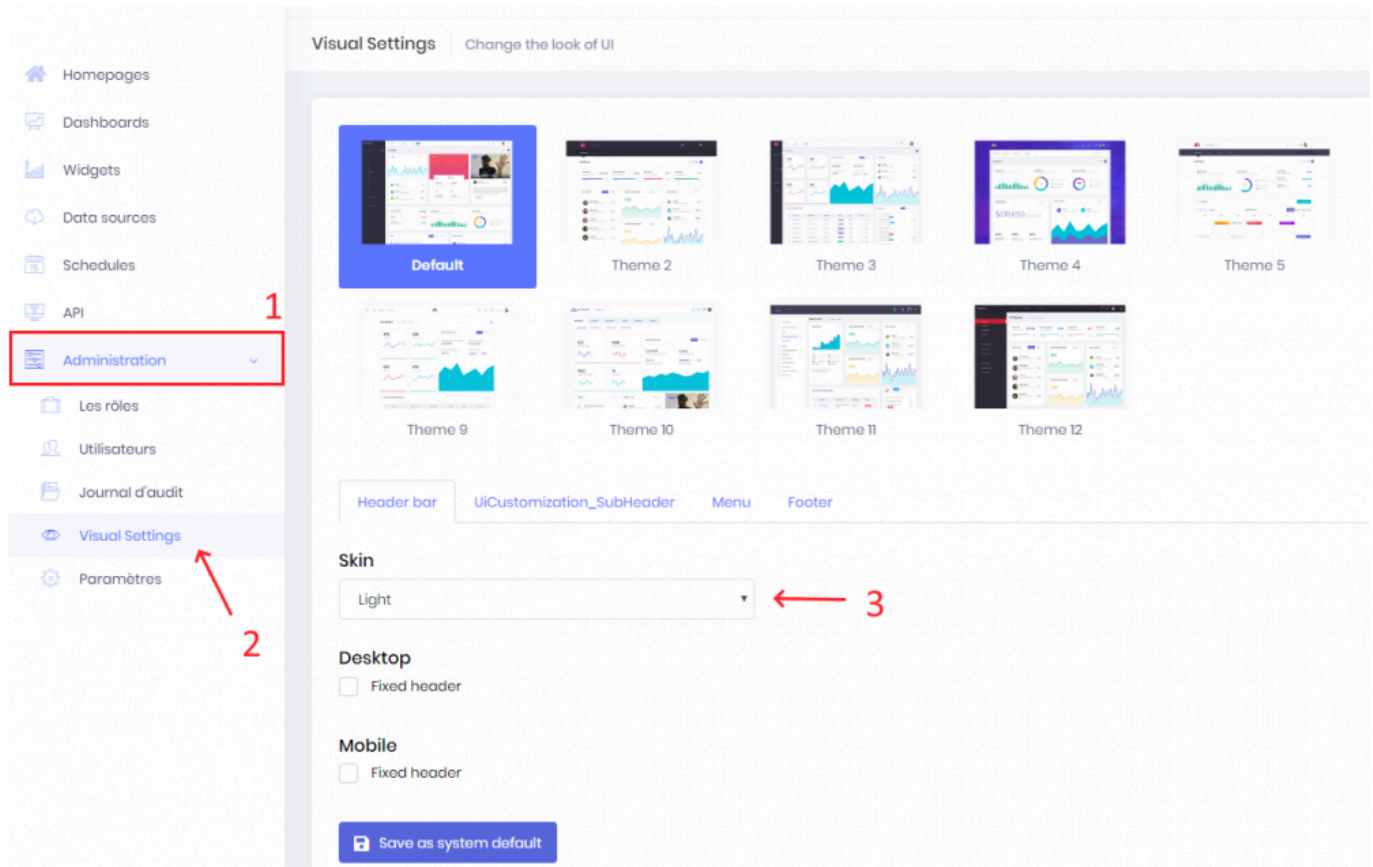 Visual Settings Change the look of UI
Homepages
Dashboards
Widgets
Data sources
Schedules
API
1
Administration
Les rôles
Utilisateurs
Journal d'audit
Visual Settings
Paramètres
2
Default
Theme 2
Theme 3
Theme 4
Theme 5
Theme 9
Theme 10
Theme 11
Theme 12
Header bar UiCustomization_SubHeader Menu Footer
Skin
Light
3
Desktop
Fixed header
Mobile
Fixed header
Save as system default